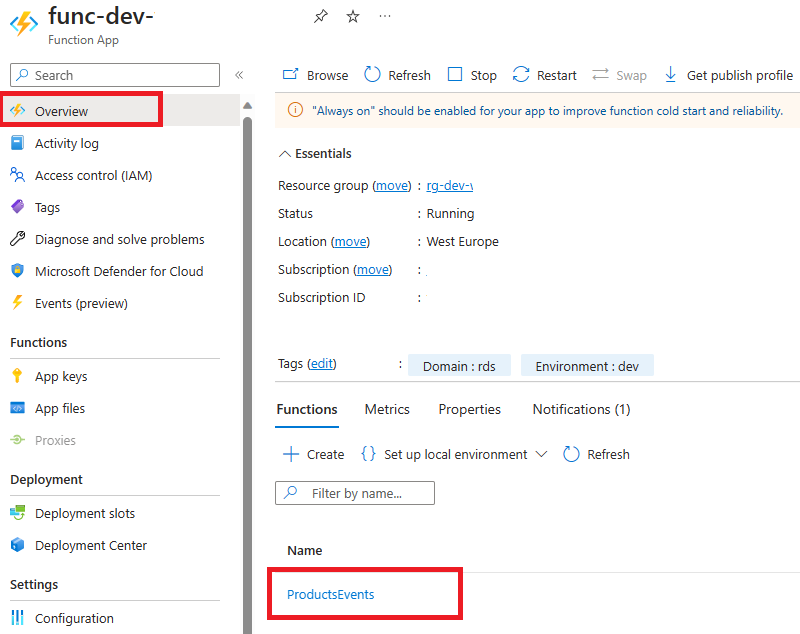 func-dev-
Function App
Search
«
Browse
Refresh
Stop
Restart
Swap
Get publish profile
Overview
Activity log
Access control (IAM)
Tags
Diagnose and solve problems
Microsoft Defender for Cloud
Events (preview)
Functions
App keys
App files
Proxies
Deployment
Deployment slots
Deployment Center
Settings
Configuration
"Always on" should be enabled for your app to improve function cold start and reliability.
Essentials
Resource group (move) : rg-dev-
Status : Running
Location (move) : West Europe
Subscription (move) :
Subscription ID :
Tags (edit) : Domain : rds Environment : dev
Functions Metrics Properties Notifications (1)
Create {} Set up local environment Refresh
Filter by name...
Name
ProductsEvents